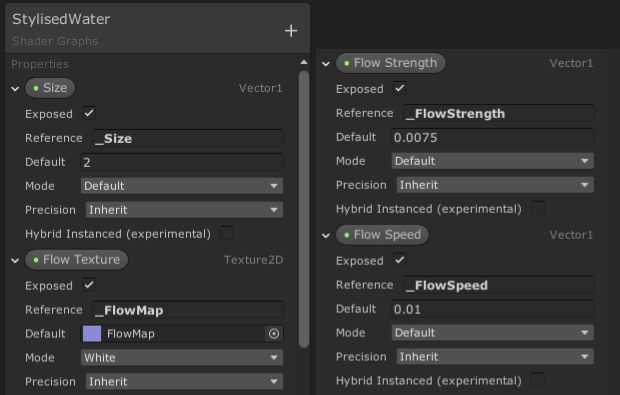 StylisedWater
Shader Graphs
Properties
Size Vector1
Exposed
Reference _Size
Default 2
Mode Default
Precision Inherit
Hybrid Instanced (experimental)
Flow Texture Texture2D
Exposed
Reference _FlowMap
Default FlowMap
Mode White
Precision Inherit
Flow Strength Vector1
Exposed
Reference _FlowStrength
Default 0.0075
Mode Default
Precision Inherit
Hybrid Instanced (experimental)
Flow Speed Vector1
Exposed
Reference _FlowSpeed
Default 0.01
Mode Default
Precision Inherit
Hybrid Instanced (experimental)